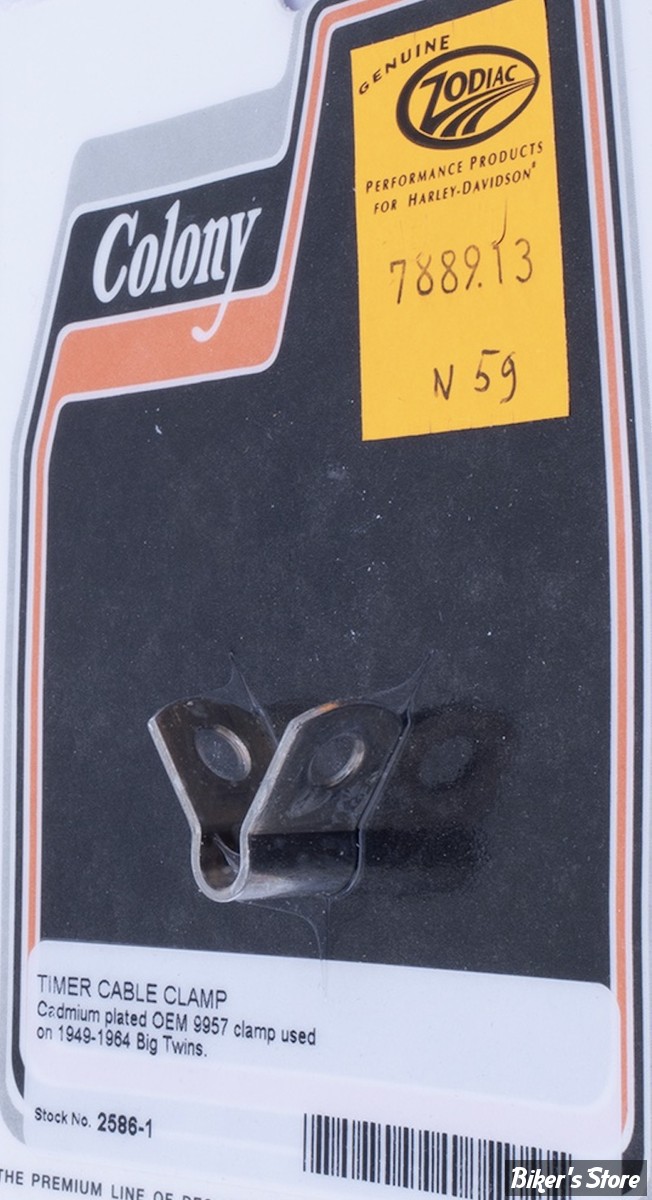 GENUINE
ZODIAC
PERFORMANCE PRODUCTS
FOR HARLEY-DAVIDSON®
Colony
788913
N 59
TIMER CABLE CLAMP
Cadmium plated OEM 9957 clamp used
on 1949-1964 Big Twins.
Stock No. 2586-1
THE PREMIUM LINE OF
Biker's Store